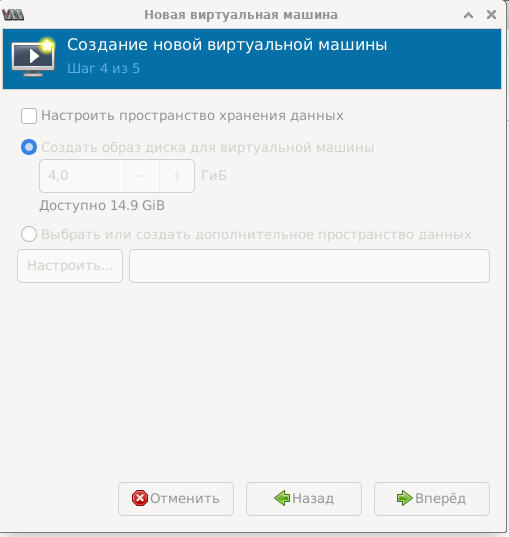 Новая виртуальная машина
Создание новой виртуальной машины
Шаг 4 из 5
Настроить пространство хранения данных
Создать образ диска для виртуальной машины
4,0 − + ГиБ
Доступно 14.9 GiB
Выбрать или создать дополнительное пространство данных
Настроить...
Отменить Назад Вперёд